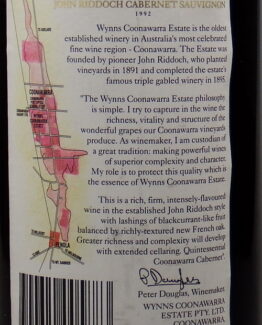 JOHN RIDDOCH CABERNET SAUVIGNON
1992
Wynns Coonawarra Estate is the oldest
established winery in Australia's most celebrated
fine wine region - Coonawarra. The Estate was
founded by pioneer John Riddoch, who planted
vineyards in 1891 and completed the estate's
famous triple gabled winery in 1895.
"The Wynns Coonawarra Estate philosophy
is simple. I try to capture in the wine the
richness, vitality and structure of the
wonderful grapes our Coonawarra vineyards
produce. As winemaker, I am custodian of
a great tradition: making powerful wines
of superior complexity and character.
My role is to protect this quality which is
the essence of Wynns Coonawarra Estate.
This is a rich, firm, intensely-flavoured
wine in the established John Riddoch style
with lashings of blackcurrant-like fruit
balanced by richly-textured new French oak.
Greater richness and complexity will develop
with extended cellaring. Quintessential
Coonawarra Cabernet".
P Douglas
Peter Douglas, Winemaker
WYNNS COONAWARRA
ESTATE PTY. LTD.
COONAWARRA
COONAWARRA
PENOLA